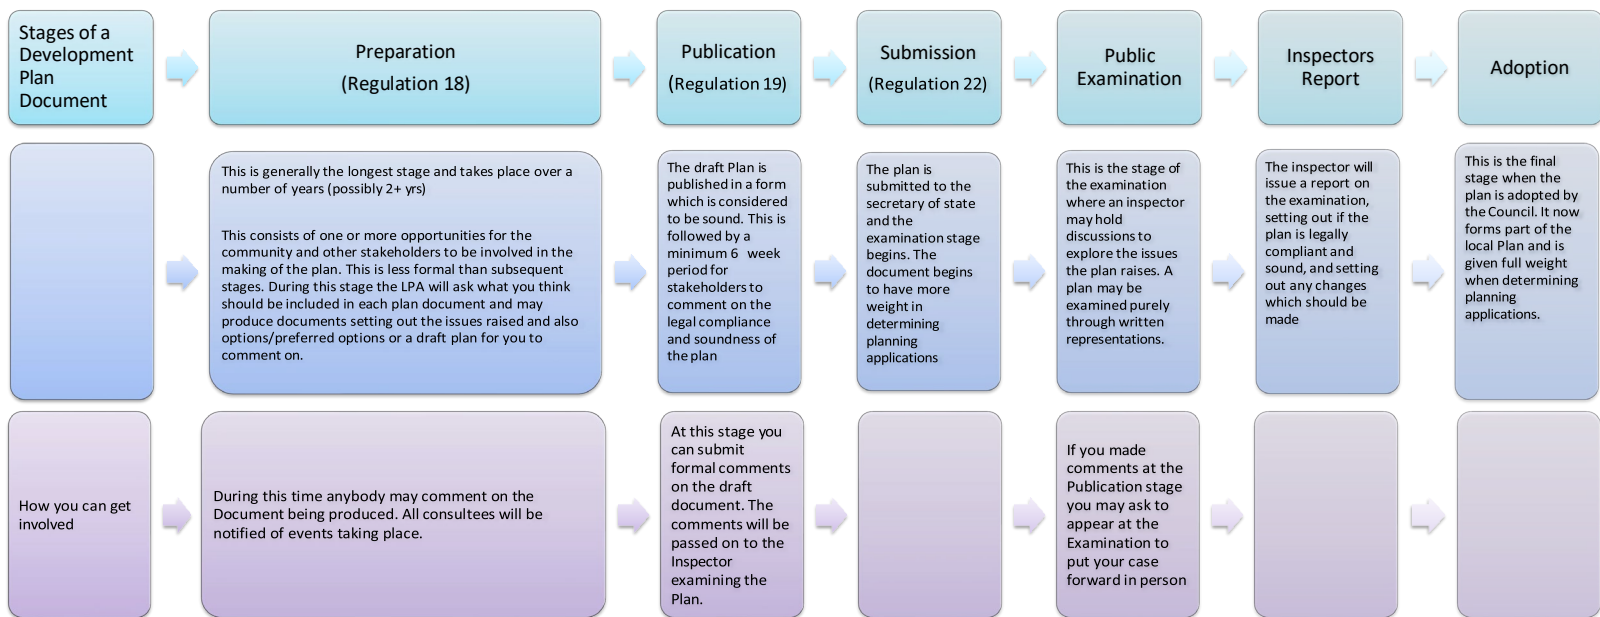 Stages of a
Development
Plan
Document
Preparation
(Regulation 18)
Publication
(Regulation 19)
Submission
(Regulation 22)
Public
Examination
Inspectors
Report
Adoption
This is generally the longest stage and takes place over a
number of years (possibly 2+ yrs)
This consists of one or more opportunities for the
community and other stakeholders to be involved in the
making of the plan. This is less formal than subsequent
stages. During this stage the LPA will ask what you think
should be included in each plan document and may
produce documents setting out the issues raised and also
options/preferred options or a draft plan for you to
comment on.
The draft Plan is
published in a form
which is considered
to be sound. This is
followed by a
minimum 6 week
period for
stakeholders to
comment on the
legal compliance
and soundness of
the plan
The plan is
submitted to the
secretary of state
and the
examination stage
begins. The
document begins
to have more
weight in
determining
planning
applications
This is the stage of
the examination
where an inspector
may hold
discussions to
explore the issues
the plan raises. A
plan may be
examined purely
through written
representations.
The inspector will
issue a report on
the examination,
setting out if the
plan is legally
compliant and
sound, and setting
out any changes
which should be
made
This is the final
stage when the
plan is adopted by
the Council. It now
forms part of the
local Plan and is
given full weight
when determining
planning
applications.
How you can get
involved
During this time anybody may comment on the
Document being produced. All consultees will be
notified of events taking place.
At this stage you
can submit
formal comments
on the draft
document. The
comments will be
passed on to the
Inspector
examining the
Plan.
If you made
comments at the
Publication stage
you may ask to
appear at the
Examination to
put your case
forward in person